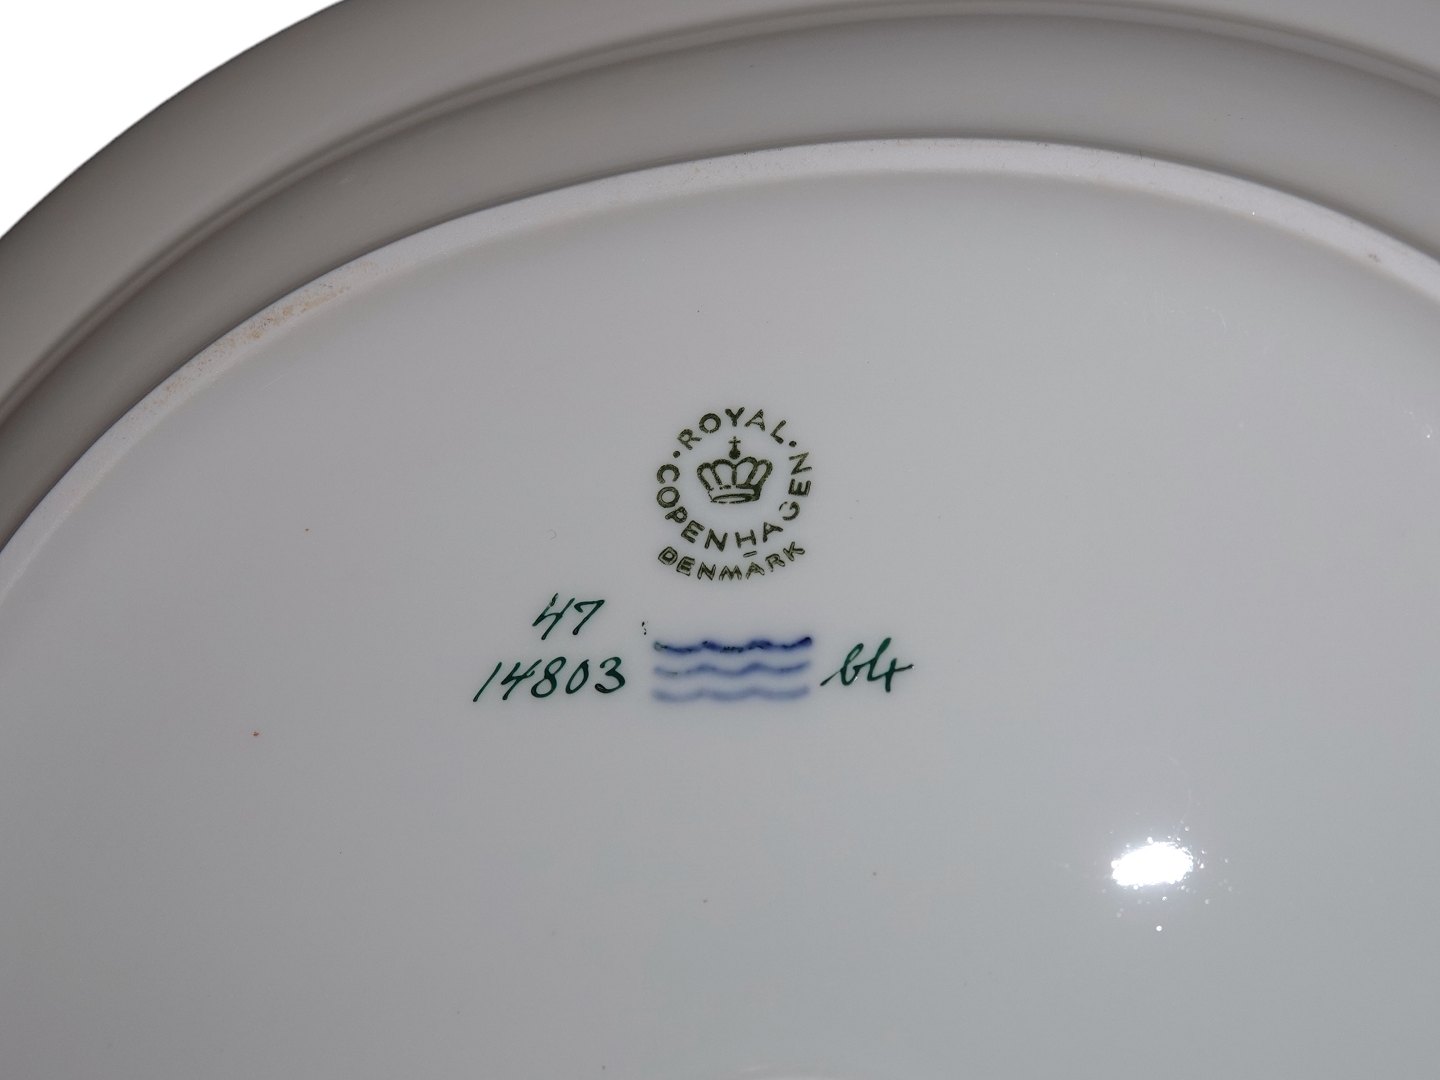 ROYAL
COPENHAGEN
DENMARK
47
14803